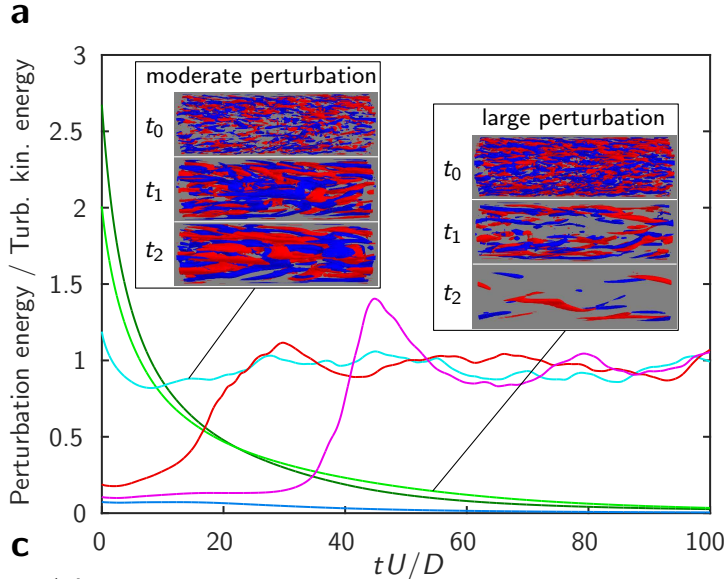 a
Perturbation energy / Turb. kin. energy
3
2.5
2
1.5
1
0.5
0
moderate perturbation
t0
t1
t2
large perturbation
t0
t1
t2
0 20 40 60 80 100
tU/D
c